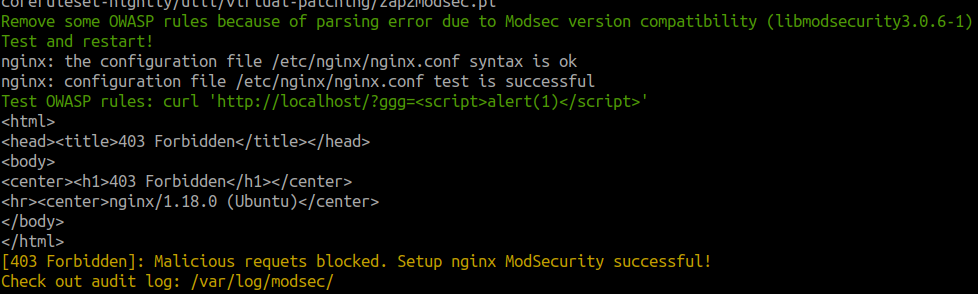 coreruleset-nightly/util/virtual-patching/zap2modsec.pl
Remove some OWASP rules because of parsing error due to Modsec version compatibility (libmodsecurity3.0.6-1)
Test and restart!
nginx: the configuration file /etc/nginx/nginx.conf syntax is ok
nginx: configuration file /etc/nginx/nginx.conf test is successful
Test OWASP rules: curl 'http://localhost/?ggg=<script>alert(1)</script>'
<html>
<head><title>403 Forbidden</title></head>
<body>
<center><h1>403 Forbidden</h1></center>
<hr><center>nginx/1.18.0 (Ubuntu)</center>
</body>
</html>
[403 Forbidden]: Malicious requets blocked. Setup nginx ModSecurity successful!
Check out audit log: /var/log/modsec/